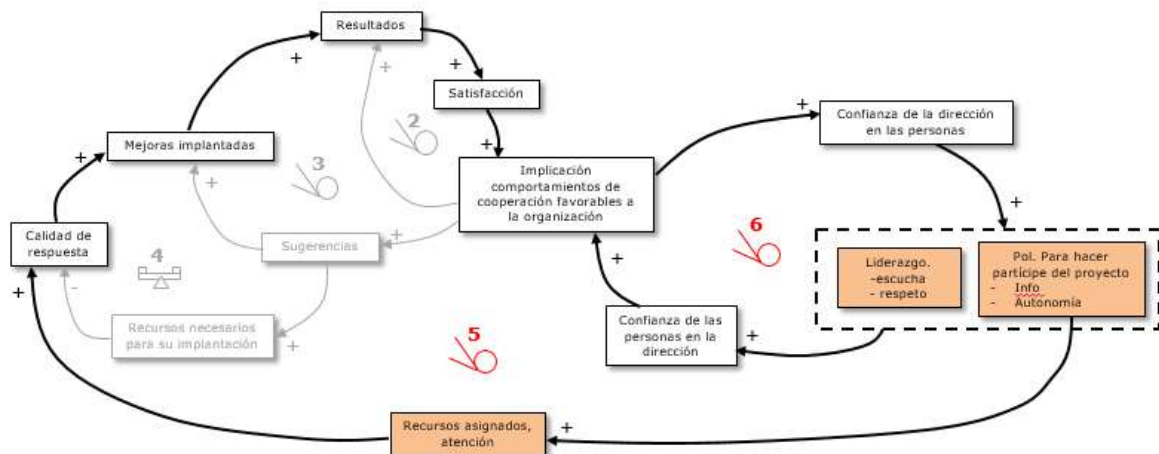 Resultados
+
+
+
Satisfacción
2
+
Confianza de la dirección
en las personas
+
Mejoras implantadas
+
3
+
Implicación
comportamientos de
cooperación favorables a
la organización
+
+
Calidad de
respuesta
Sugerencias
+
6
4
Liderazgo.
-escucha
- respeto
Pol. Para hacer
partícipe del proyecto
- Info
- Autonomía
+
-
+
Recursos necesarios
para su implantación
+
Confianza de las
personas en la
dirección
+
5
Recursos asignados,
atención
+